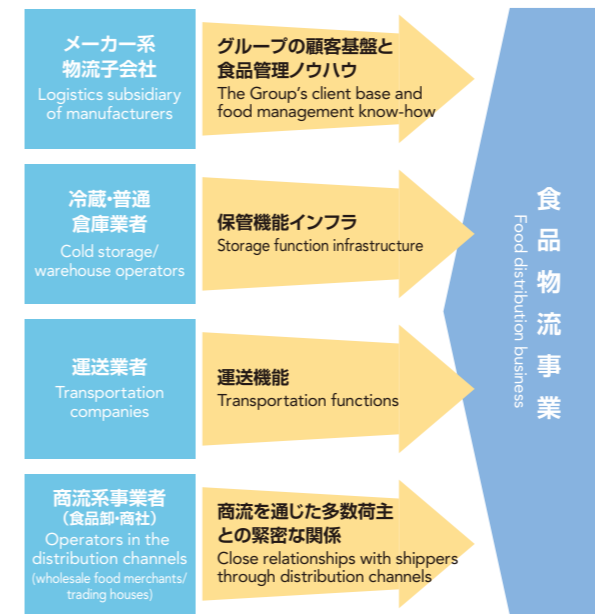 メーカー系
物流子会社
Logistics subsidiary
of manufacturers
グループの顧客基盤と
食品管理ノウハウ
The Group's client base and
food management know-how
冷蔵・普通
倉庫業者
Cold storage/
warehouse operators
保管機能インフラ
Storage function infrastructure
運送業者
Transportation
companies
運送機能
Transportation functions
商流系事業者
（食品卸・商社）
Operators in the
distribution channels
(wholesale food merchants/
trading houses)
商流を通じた多数荷主
との緊密な関係
Close relationships with shippers
through distribution channels
食品物流事業
Food distribution business